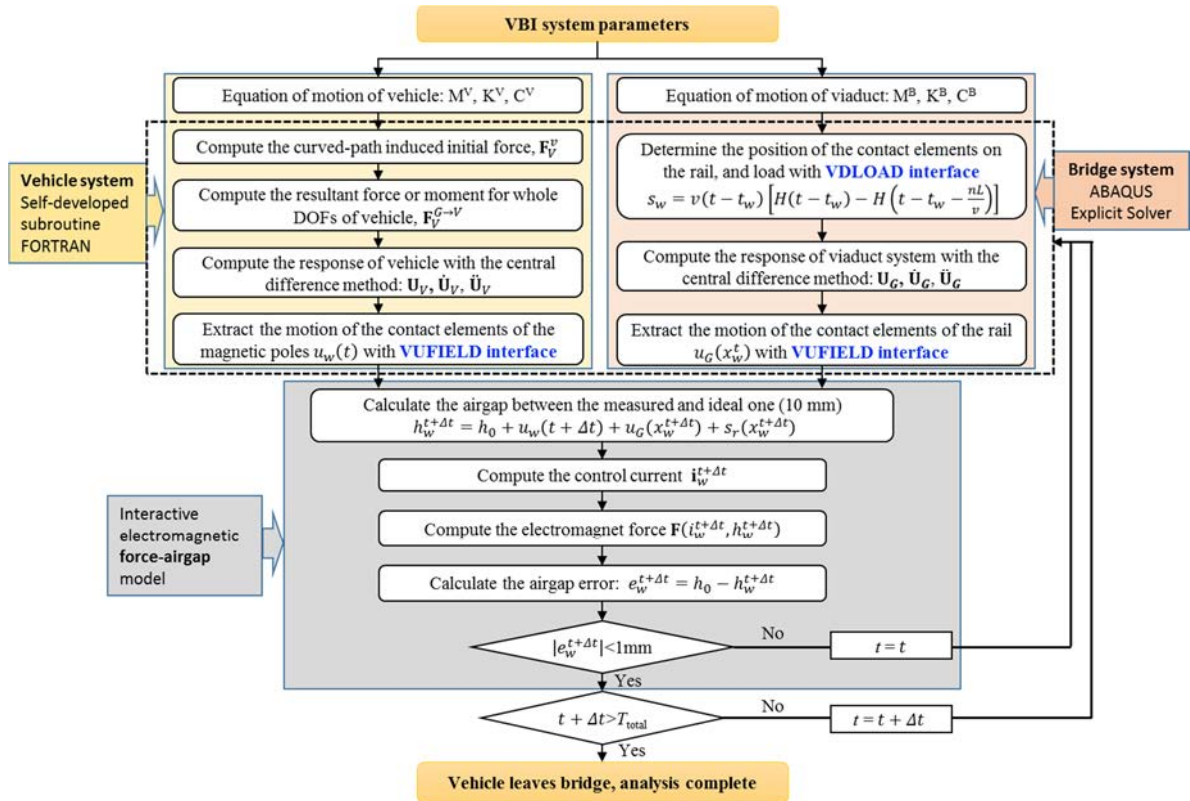 VBI system parameters
Equation of motion of vehicle: Mⱽ, Kⱽ, Cⱽ
Compute the curved-path induced initial force, 𝐅_V^v
Compute the resultant force or moment for whole
DOFs of vehicle, 𝐅_V^{G→V}
Compute the response of vehicle with the central
difference method: U_V, U̇_V, Ü_V
Extract the motion of the contact elements of the
magnetic poles u_w(t) with VUFIELD interface
Vehicle system
Self-developed
subroutine
FORTRAN
Equation of motion of viaduct: Mᴮ, Kᴮ, Cᴮ
Determine the position of the contact elements on
the rail, and load with VDLOAD interface
s_w = v(t − t_w) [H(t − t_w) − H (t − t_w − nL/v)]
Compute the response of viaduct system with the
central difference method: U_G, U̇_G, Ü_G
Extract the motion of the contact elements of the rail
u_G(x_w^t) with VUFIELD interface
Bridge system
ABAQUS
Explicit Solver
Calculate the airgap between the measured and ideal one (10 mm)
h_w^{t+Δt} = h_0 + u_w(t + Δt) + u_G(x_w^{t+Δt}) + s_r(x_w^{t+Δt})
Compute the control current i_w^{t+Δt}
Compute the electromagnet force F(i_w^{t+Δt}, h_w^{t+Δt})
Calculate the airgap error: e_w^{t+Δt} = h_0 − h_w^{t+Δt}
Interactive
electromagnetic
force-airgap
model
|e_w^{t+Δt}|<1mm
No
t = t
Yes
t + Δt>T_total
No
t = t + Δt
Yes
Vehicle leaves bridge, analysis complete